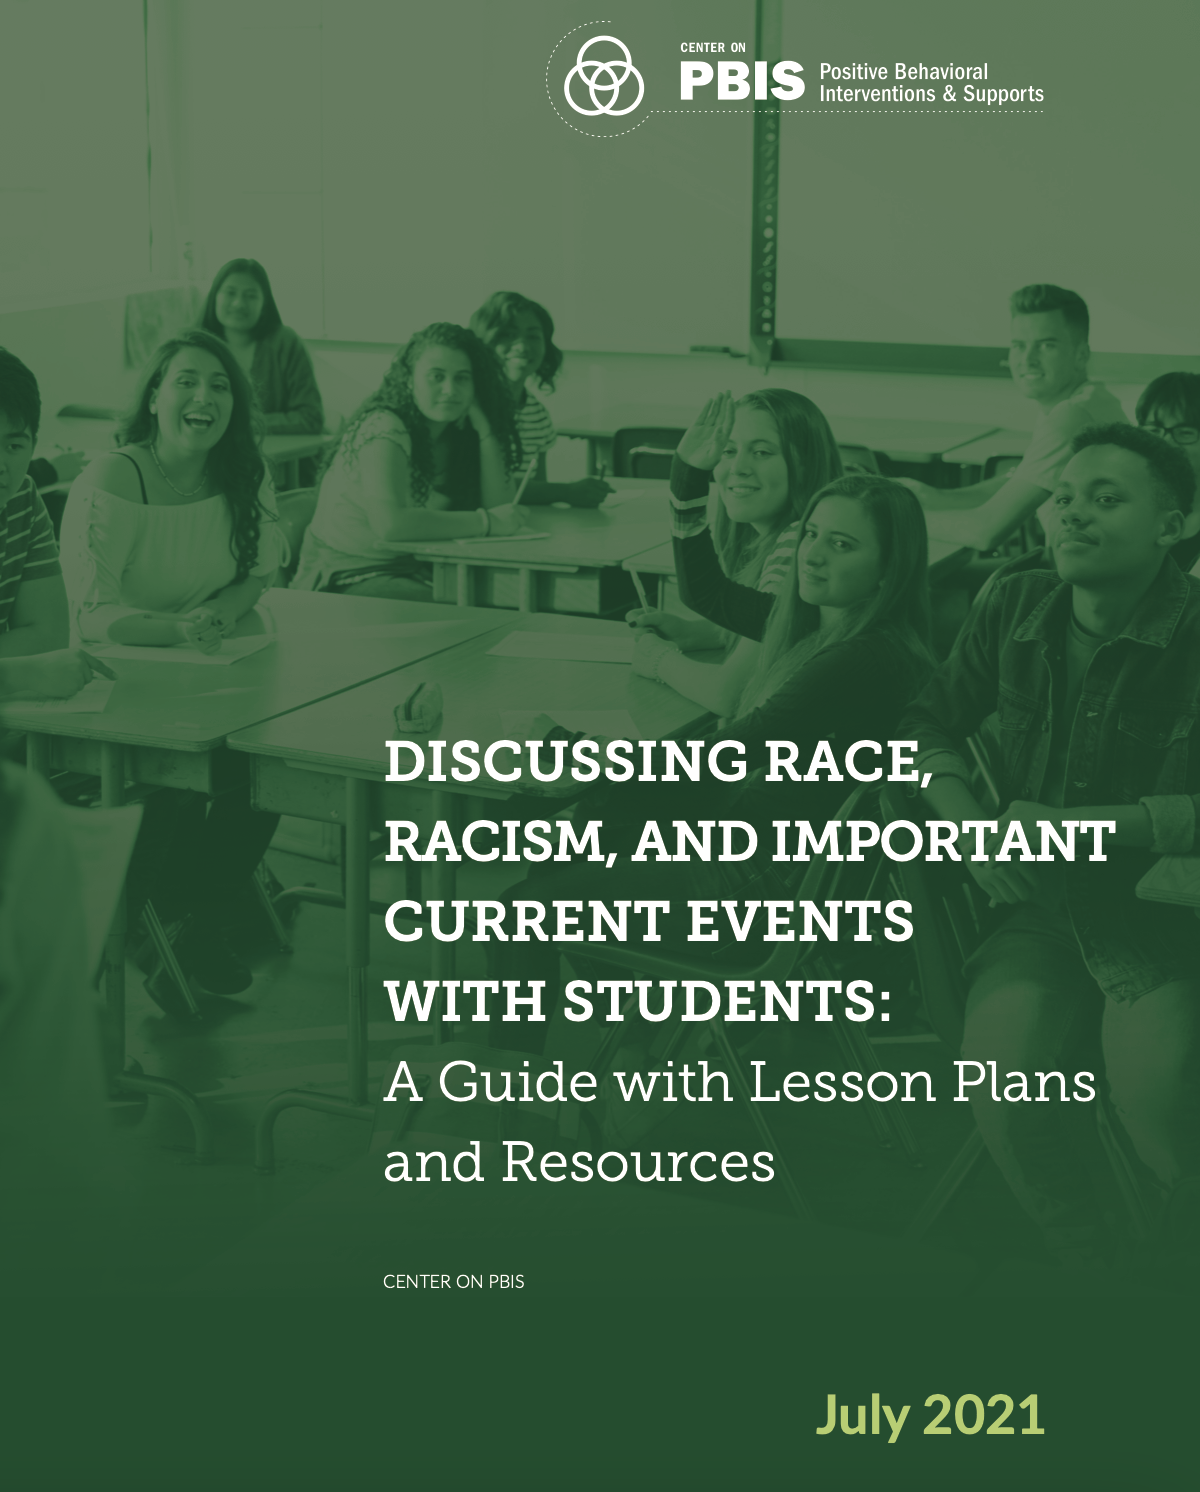 CENTER ON
PBIS
Positive Behavioral
Interventions & Supports
DISCUSSING RACE,
RACISM, AND IMPORTANT
CURRENT EVENTS
WITH STUDENTS:
A Guide with Lesson Plans
and Resources
CENTER ON PBIS
July 2021